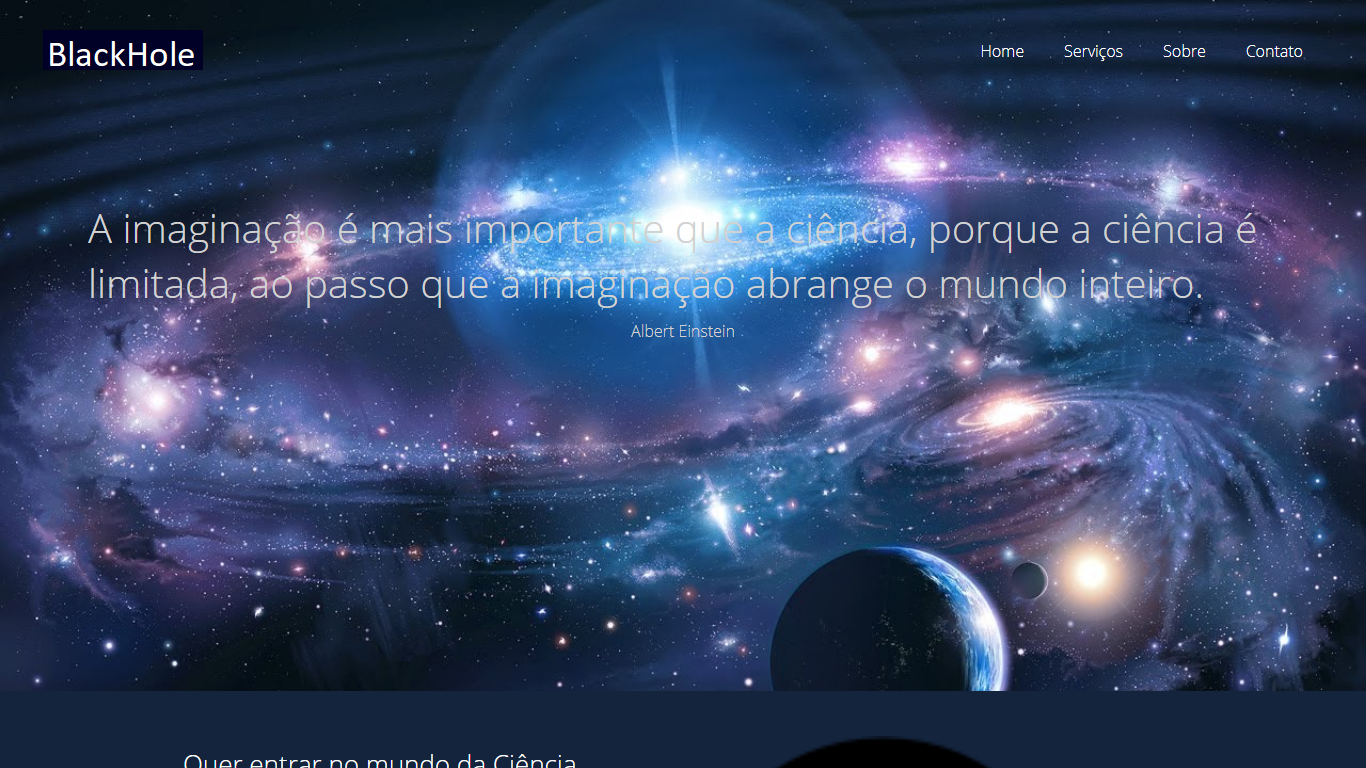 BlackHole
Home Serviços Sobre Contato
A imaginação é mais importante que a ciência, porque a ciência é
limitada, ao passo que a imaginação abrange o mundo inteiro.
Albert Einstein
Quer entrar no mundo da Ciência